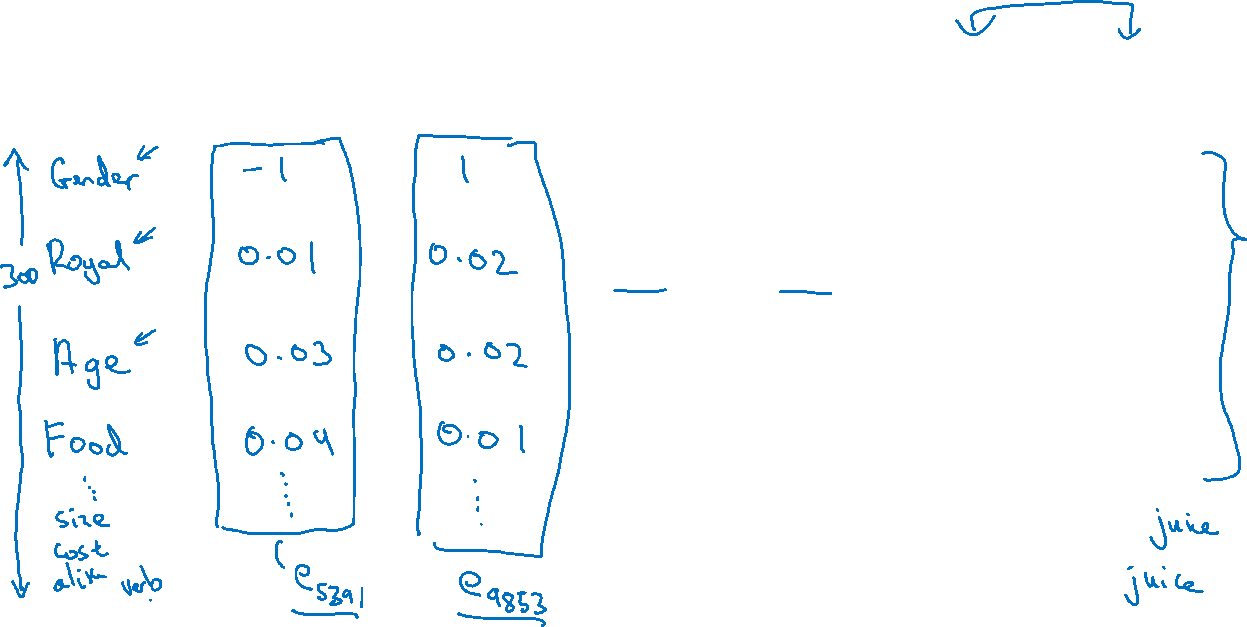 Gender -1 1
Royal 0.01 0.02
300
Age 0.03 0.02
Food 0.04 0.01
size
cost
verb
juice
juice
e5391 e9853